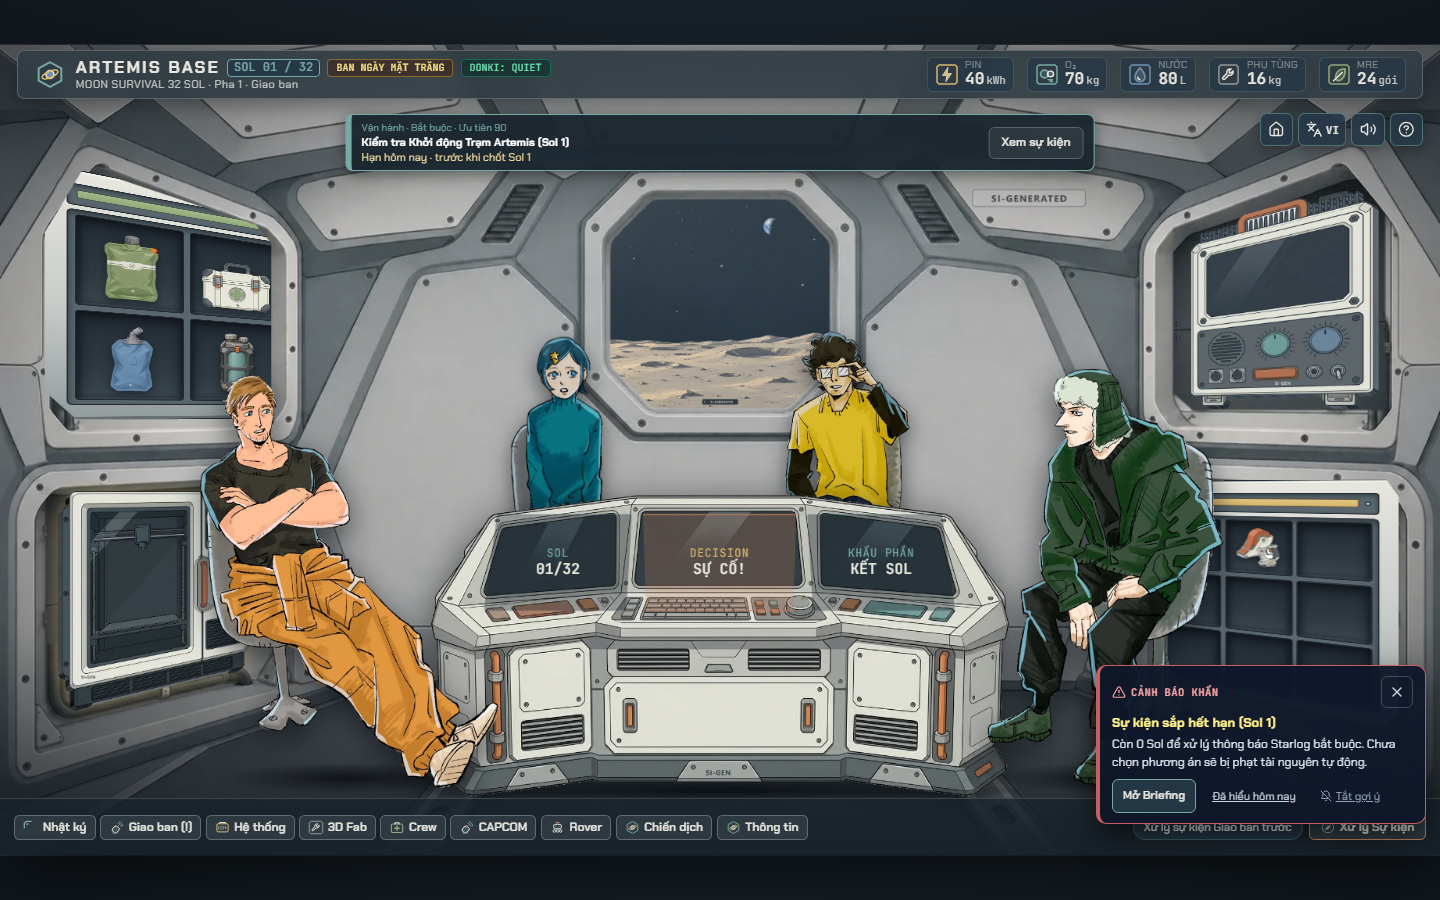 ARTEMIS BASE
SOL 01 / 32
BAN NGÀY MẶT TRĂNG
DONKI: QUIET
MOON SURVIVAL 32 SOL · Pha 1 · Giao ban
PIN
40 kWh
O₂
70 kg
NƯỚC
80 L
PHỤ TÙNG
16 kg
MRE
24 gói
Vận hành · Bắt buộc · Ưu tiên 90
Kiểm tra Khởi động Trạm Artemis (Sol 1)
Hạn hôm nay · trước khi chốt Sol 1
Xem sự kiện
VI
SI-GENERATED
SOL
01/32
DECISION
SỰ CỐ!
KHẨU PHẦN
KẾT SOL
SI-GEN
CẢNH BÁO KHẨN
Sự kiện sắp hết hạn (Sol 1)
Còn 0 Sol để xử lý thông báo Starlog bắt buộc. Chưa
chọn phương án sẽ bị phạt tài nguyên tự động.
Mở Briefing
Đã hiểu hôm nay
Tắt gợi ý
Nhật ký
Giao ban (!)
Hệ thống
3D Fab
Crew
CAPCOM
Rover
Chiến dịch
Thông tin
Xử lý sự kiện Giao ban trước
Xử lý Sự kiện